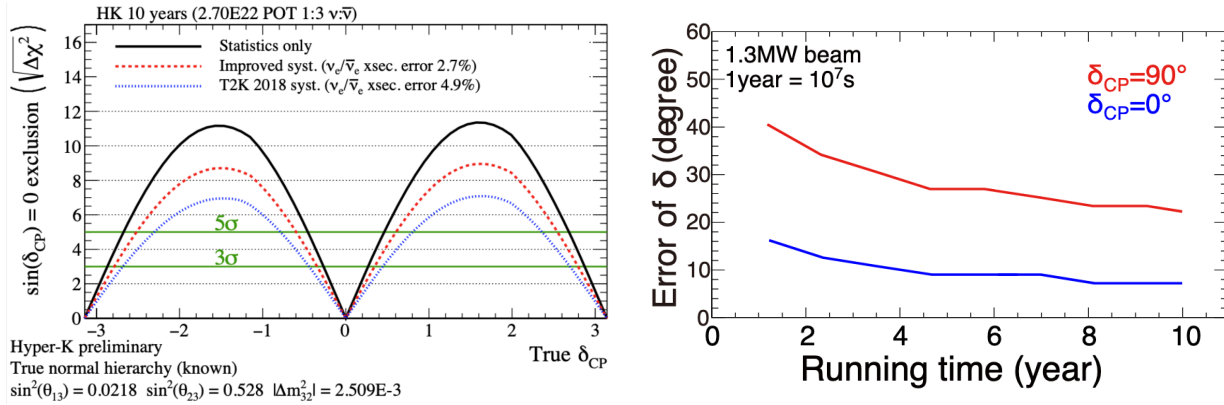 HK 10 years (2.70E22 POT 1:3 ν:ν̄)
sin(δCP) = 0 exclusion (√Δχ²)
16
14
12
10
8
6
4
2
0
Statistics only
Improved syst. (νe/ν̄e xsec. error 2.7%)
T2K 2018 syst. (νe/ν̄e xsec. error 4.9%)
5σ
3σ
−3 −2 −1 0 1 2 3
True δCP
Hyper-K preliminary
True normal hierarchy (known)
sin²(θ13) = 0.0218 sin²(θ23) = 0.528 |Δm²32| = 2.509E-3
Error of δ (degree)
60
50
40
30
20
10
0
1.3MW beam
1year = 10⁷s
δCP=90°
δCP=0°
0 2 4 6 8 10
Running time (year)